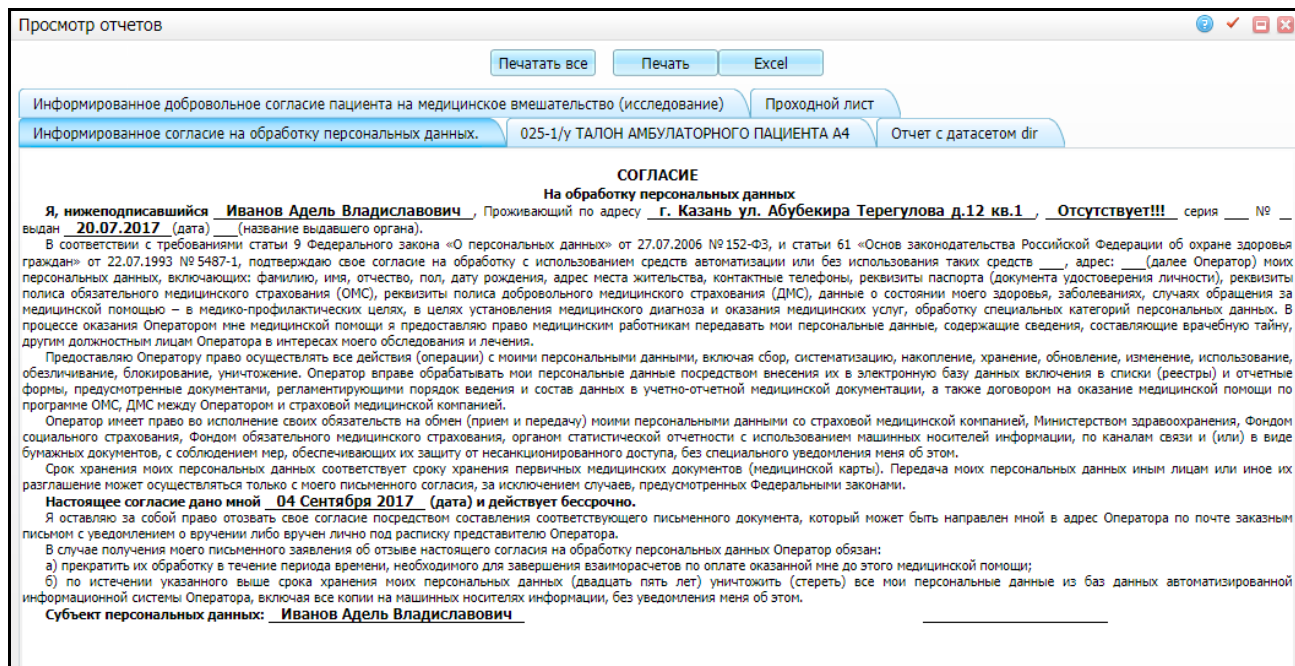 Просмотр отчетов
Печатать все Печать Excel
Информированное добровольное согласие пациента на медицинское вмешательство (исследование) Проходной лист
Информированное согласие на обработку персональных данных. 025-1/у ТАЛОН АМБУЛАТОРНОГО ПАЦИЕНТА А4 Отчет с датасетом dir
СОГЛАСИЕ
На обработку персональных данных
Я, нижеподписавшийся Иванов Адель Владиславович , Проживающий по адресу г. Казань ул. Абубекира Терегулова д.12 кв.1 , Отсутствует!!! серия ___ № _
выдан 20.07.2017 (дата) ___(название выдавшего органа).
В соответствии с требованиями статьи 9 Федерального закона «О персональных данных» от 27.07.2006 №152-ФЗ, и статьи 61 «Основ законодательства Российской Федерации об охране здоровья
граждан» от 22.07.1993 №5487-1, подтверждаю свое согласие на обработку с использованием средств автоматизации или без использования таких средств ___, адрес: ___(далее Оператор) моих
персональных данных, включающих: фамилию, имя, отчество, пол, дату рождения, адрес места жительства, контактные телефоны, реквизиты паспорта (документа удостоверения личности), реквизиты
полиса обязательного медицинского страхования (ОМС), реквизиты полиса добровольного медицинского страхования (ДМС), данные о состоянии моего здоровья, заболеваниях, случаях обращения за
медицинской помощью – в медико-профилактических целях, в целях установления медицинского диагноза и оказания медицинских услуг, обработку специальных категорий персональных данных. В
процессе оказания Оператором мне медицинской помощи я предоставляю право медицинским работникам передавать мои персональные данные, содержащие сведения, составляющие врачебную тайну,
другим должностным лицам Оператора в интересах моего обследования и лечения.
Предоставляю Оператору право осуществлять все действия (операции) с моими персональными данными, включая сбор, систематизацию, накопление, хранение, обновление, изменение, использование,
обезличивание, блокирование, уничтожение. Оператор вправе обрабатывать мои персональные данные посредством внесения их в электронную базу данных включения в списки (реестры) и отчетные
формы, предусмотренные документами, регламентирующими порядок ведения и состав данных в учетно-отчетной медицинской документации, а также договором на оказание медицинской помощи по
программе ОМС, ДМС между Оператором и страховой медицинской компанией.
Оператор имеет право во исполнение своих обязательств на обмен (прием и передачу) моими персональными данными со страховой медицинской компанией, Министерством здравоохранения, Фондом
социального страхования, Фондом обязательного медицинского страхования, органом статистической отчетности с использованием машинных носителей информации, по каналам связи и (или) в виде
бумажных документов, с соблюдением мер, обеспечивающих их защиту от несанкционированного доступа, без специального уведомления меня об этом.
Срок хранения моих персональных данных соответствует сроку хранения первичных медицинских документов (медицинской карты). Передача моих персональных данных иным лицам или иное их
разглашение может осуществляться только с моего письменного согласия, за исключением случаев, предусмотренных Федеральными законами.
Настоящее согласие дано мной 04 Сентября 2017 (дата) и действует бессрочно.
Я оставляю за собой право отозвать свое согласие посредством составления соответствующего письменного документа, который может быть направлен мной в адрес Оператора по почте заказным
письмом с уведомлением о вручении либо вручен лично под расписку представителю Оператора.
В случае получения моего письменного заявления об отзыве настоящего согласия на обработку персональных данных Оператор обязан:
а) прекратить их обработку в течение периода времени, необходимого для завершения взаиморасчетов по оплате оказанной мне до этого медицинской помощи;
б) по истечении указанного выше срока хранения моих персональных данных (двадцать пять лет) уничтожить (стереть) все мои персональные данные из баз данных автоматизированной
информационной системы Оператора, включая все копии на машинных носителях информации, без уведомления меня об этом.
Субъект персональных данных: Иванов Адель Владиславович